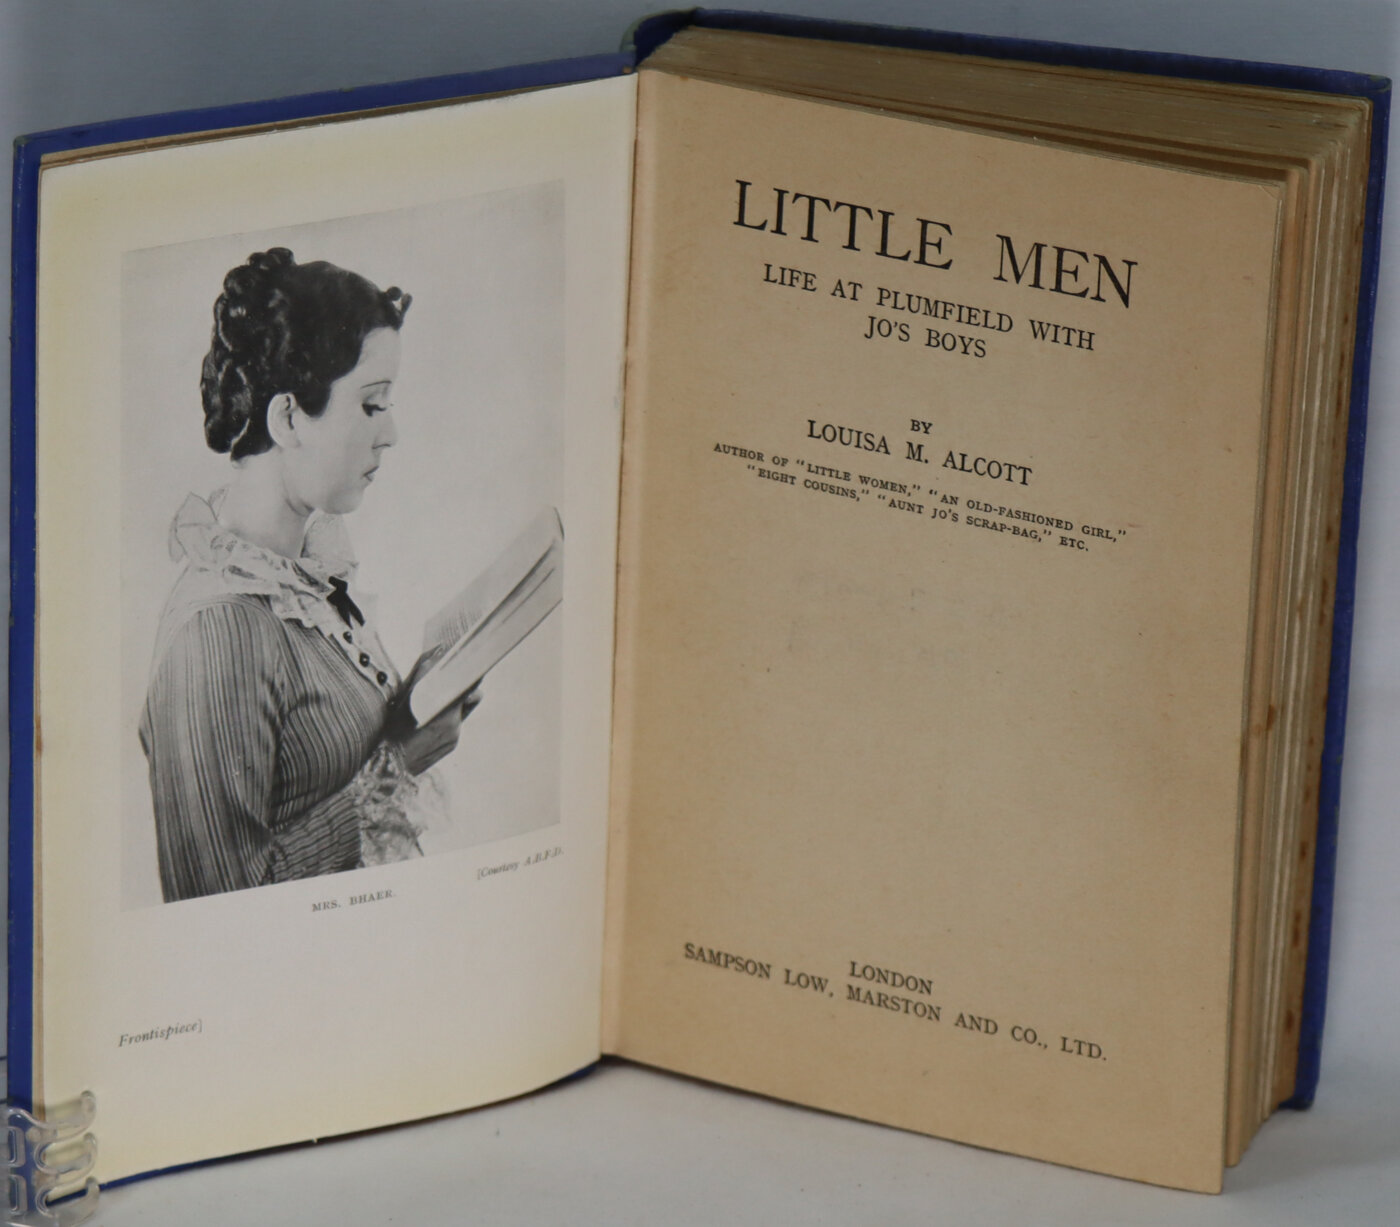 [Courtesy A.B.F.D.
MRS. BHAER.
Frontispiece]
LITTLE MEN
LIFE AT PLUMFIELD WITH
JO'S BOYS
BY
LOUISA M. ALCOTT
AUTHOR OF "LITTLE WOMEN," "AN OLD-FASHIONED GIRL,"
"EIGHT COUSINS," "AUNT JO'S SCRAP-BAG," ETC.
LONDON
SAMPSON LOW, MARSTON AND CO., LTD.